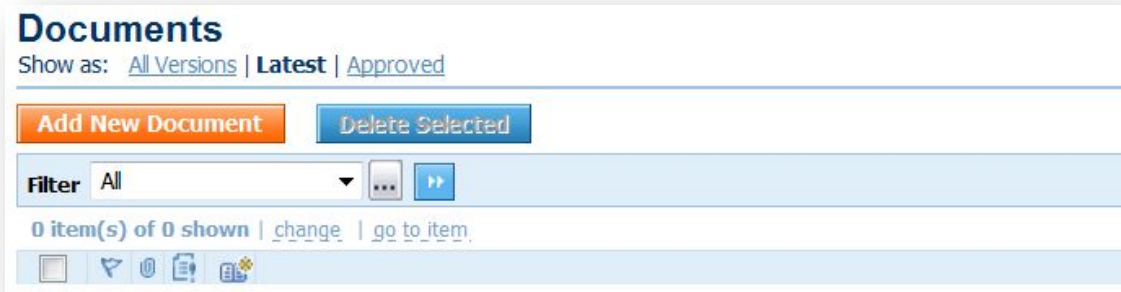 Documents
Show as: All Versions | Latest | Approved
Add New Document Delete Selected
Filter All ...
0 item(s) of 0 shown | change | go to item